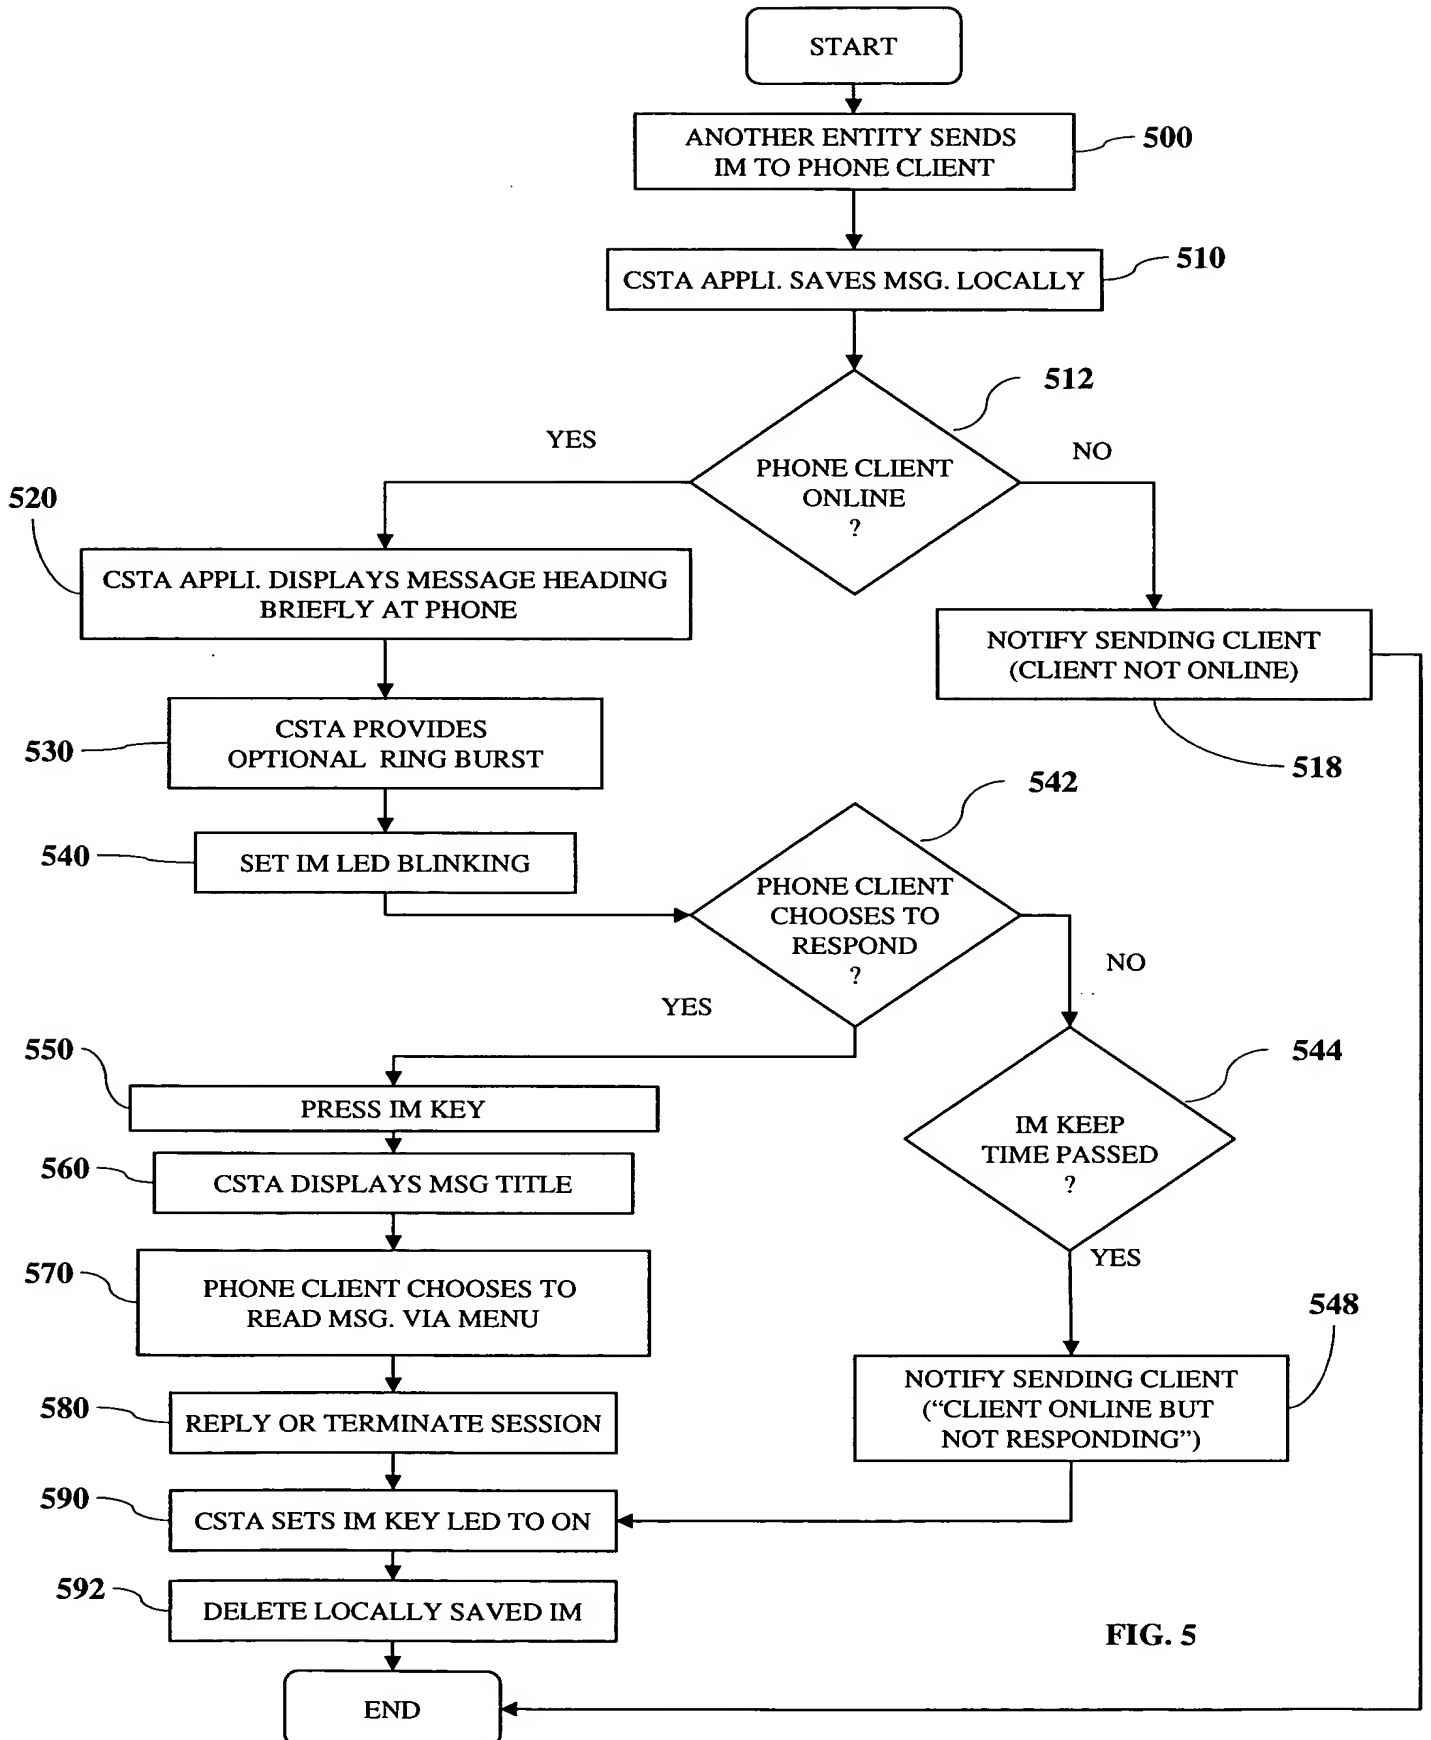 START
ANOTHER ENTITY SENDS
IM TO PHONE CLIENT
500
CSTA APPLI. SAVES MSG. LOCALLY
510
512
YES
NO
PHONE CLIENT
ONLINE
?
520
CSTA APPLI. DISPLAYS MESSAGE HEADING
BRIEFLY AT PHONE
NOTIFY SENDING CLIENT
(CLIENT NOT ONLINE)
518
530
CSTA PROVIDES
OPTIONAL RING BURST
542
540
SET IM LED BLINKING
PHONE CLIENT
CHOOSES TO
RESPOND
?
NO
YES
550
PRESS IM KEY
544
IM KEEP
TIME PASSED
?
560
CSTA DISPLAYS MSG TITLE
YES
570
PHONE CLIENT CHOOSES TO
READ MSG. VIA MENU
548
NOTIFY SENDING CLIENT
(“CLIENT ONLINE BUT
NOT RESPONDING”)
580
REPLY OR TERMINATE SESSION
590
CSTA SETS IM KEY LED TO ON
592
DELETE LOCALLY SAVED IM
FIG. 5
END